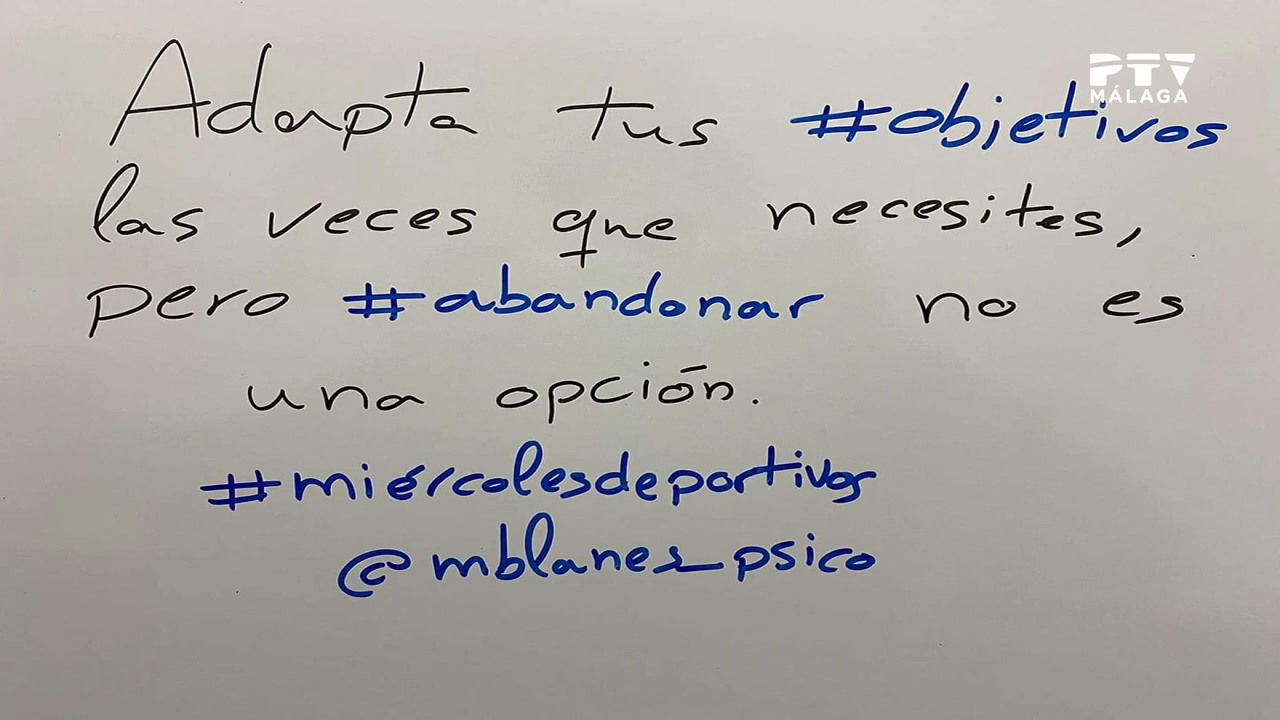 PTV
MÁLAGA
Adapta tus #objetivos
las veces que necesites,
pero #abandonar no es
una opción.
#miércolesdeportivos
@mblanes_psico